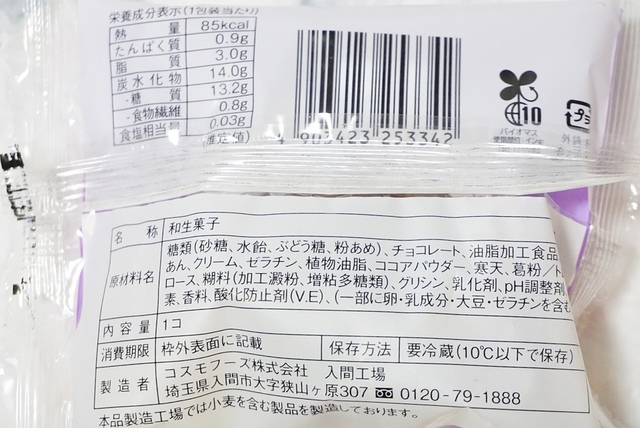 栄養成分表示(1包装当たり)
熱量 85kcal
たんぱく質 0.9g
脂質 3.0g
炭水化物 14.0g
-糖質 13.2g
-食物繊維 0.8g
食塩相当量 0.03g
(推定値)
4 903423 253342
10
バイオマス
名称 和生菓子
原材料名 糖類(砂糖、水飴、ぶどう糖、粉あめ)、チョコレート、油脂加工食品
あん、クリーム、ゼラチン、植物油脂、ココアパウダー、寒天、葛粉/ト
ロース、糊料(加工澱粉、増粘多糖類)、グリシン、乳化剤、pH調整剤
素、香料、酸化防止剤(V.E)、(一部に卵・乳成分・大豆・ゼラチンを含む
内容量 1コ
消費期限 枠外表面に記載 保存方法 要冷蔵(10℃以下で保存)
製造者 コスモフーズ株式会社 入間工場
埼玉県入間市大字狭山ヶ原307 0120-79-1888
本品製造工場では小麦を含む製品を製造しております。